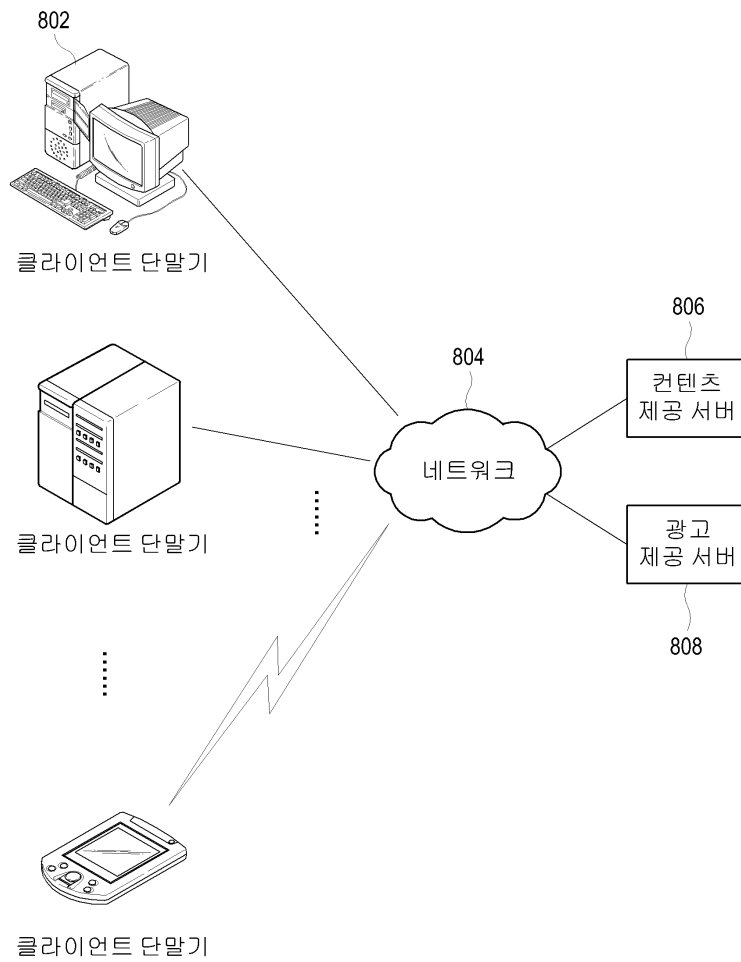 802
클라이언트 단말기
806
804
컨텐츠
제공 서버
네트워크
클라이언트 단말기
광고
제공 서버
808
클라이언트 단말기